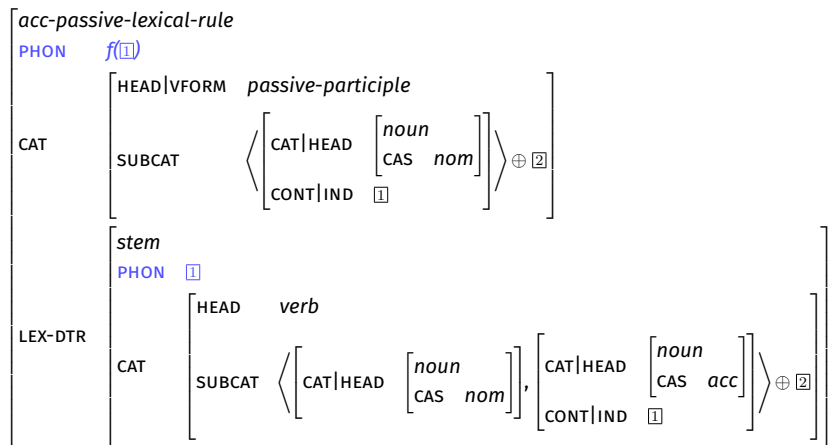 acc-passive-lexical-rule
PHON f(1)
HEAD|VFORM passive-participle
CAT
SUBCAT ⟨[CAT|HEAD [noun
CAS nom]
CONT|IND 1]⟩ ⊕ 2
stem
PHON 1
HEAD verb
LEX-DTR
CAT
SUBCAT ⟨[CAT|HEAD [noun
CAS nom]], [CAT|HEAD [noun
CAS acc]
CONT|IND 1]⟩ ⊕ 2